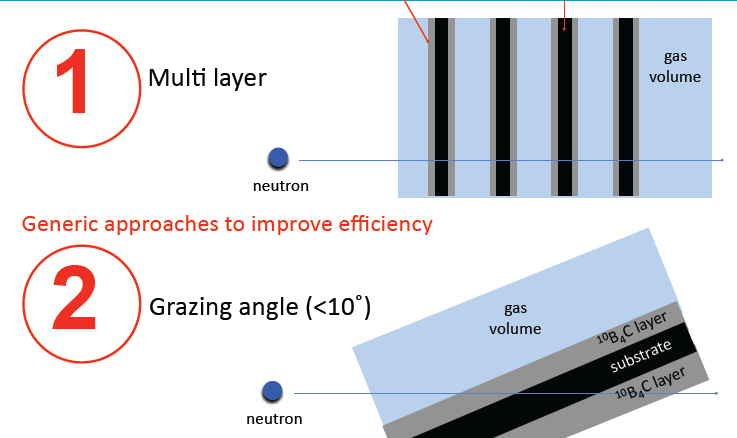 1
Multi layer
gas
volume
neutron
Generic approaches to improve efficiency
2
Grazing angle (<10˚)
gas
volume
¹⁰B₄C layer
substrate
¹⁰B₄C layer
neutron